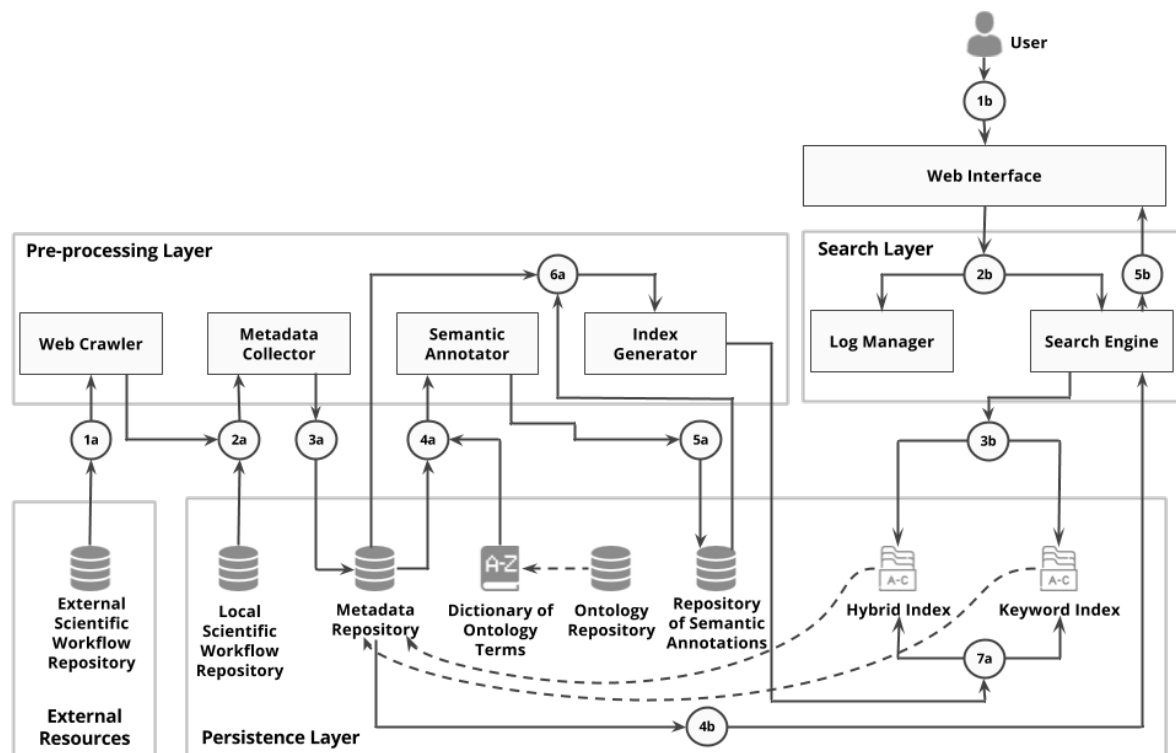 User
1b
Web Interface
Pre-processing Layer
Search Layer
6a
2b
5b
Web Crawler
Metadada
Collector
Semantic
Annotator
Index
Generator
Log Manager
Search Engine
1a
2a
3a
4a
5a
3b
A-Z
A-C
A-C
External
Scientific
Workflow
Repository
Local
Scientific
Workflow
Repository
Metadata
Repository
Dictionary of
Ontology
Terms
Ontology
Repository
Repository
of Semantic
Annotations
Hybrid Index
Keyword Index
7a
4b
External
Resources
Persistence Layer